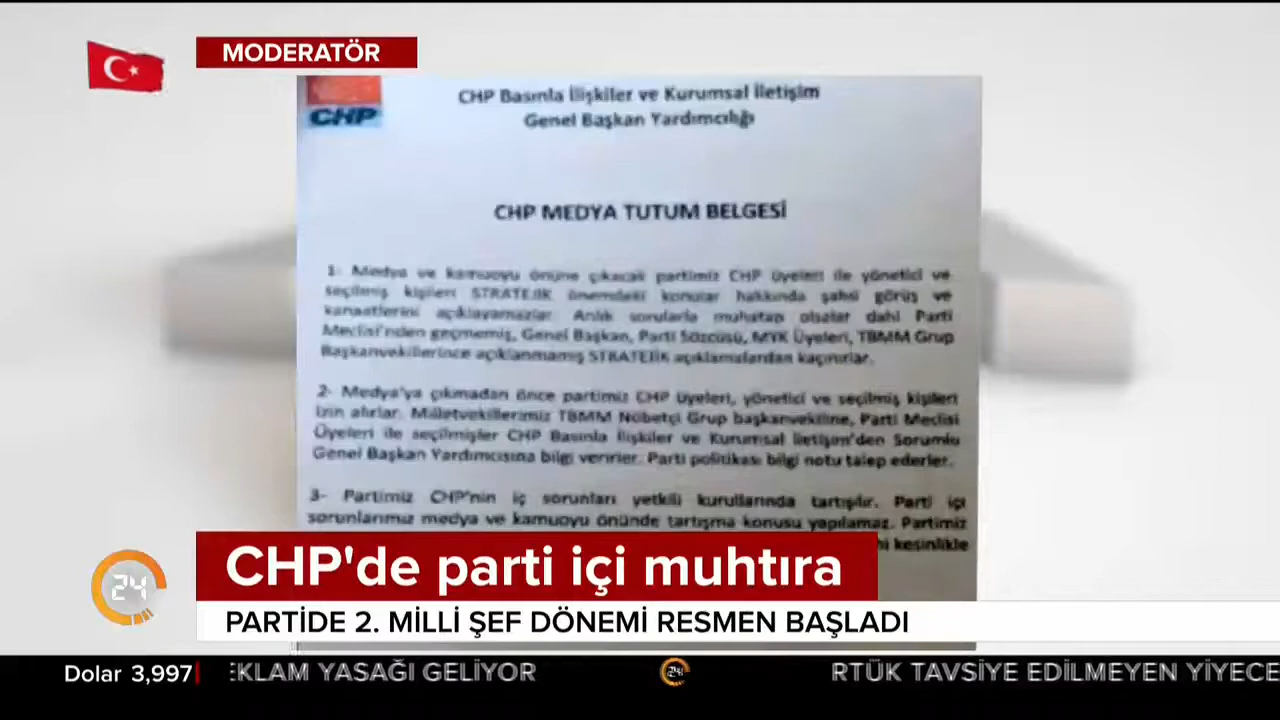 MODERATÖR
CHP
CHP Basınla İlişkiler ve Kurumsal İletişim
Genel Başkan Yardımcılığı
CHP MEDYA TUTUM BELGESİ
1- Medya ve kamuoyu önüne çıkacak partimiz CHP üyeleri ile yönetici ve
seçilmiş kişileri STRATEJİK önemdeki konular hakkında şahsi görüş ve
kanaatlerini açıklayamazlar. Anlık sorularla muhatap olsalar dahi Parti
Meclisi'nden geçmemiş, Genel Başkan, Parti Sözcüsü, MYK Üyeleri, TBMM Grup
Başkanvekillerince açıklanmamış STRATEJİK açıklamalardan kaçınırlar.
2- Medya'ya çıkmadan önce partimiz CHP üyeleri, yönetici ve seçilmiş kişileri
izin alırlar. Milletvekillerimiz TBMM Nöbetçi Grup başkanvekiline, Parti Meclisi
Üyeleri ile seçilmişler CHP Basınla İlişkiler ve Kurumsal İletişim'den Sorumlu
Genel Başkan Yardımcısına bilgi verirler. Parti politikası bilgi notu talep ederler.
3- Partimiz CHP'nin iç sorunları yetkili kurullarında tartışılır. Parti içi
sorunlarımız medya ve kamuoyu önünde tartışma konusu yapılamaz. Partimiz
kesinlikle
CHP'de parti içi muhtıra
24
PARTİDE 2. MİLLİ ŞEF DÖNEMİ RESMEN BAŞLADI
Dolar 3,997 EKLAM YASAĞI GELİYOR 24 RTÜK TAVSİYE EDİLMEYEN YİYECE